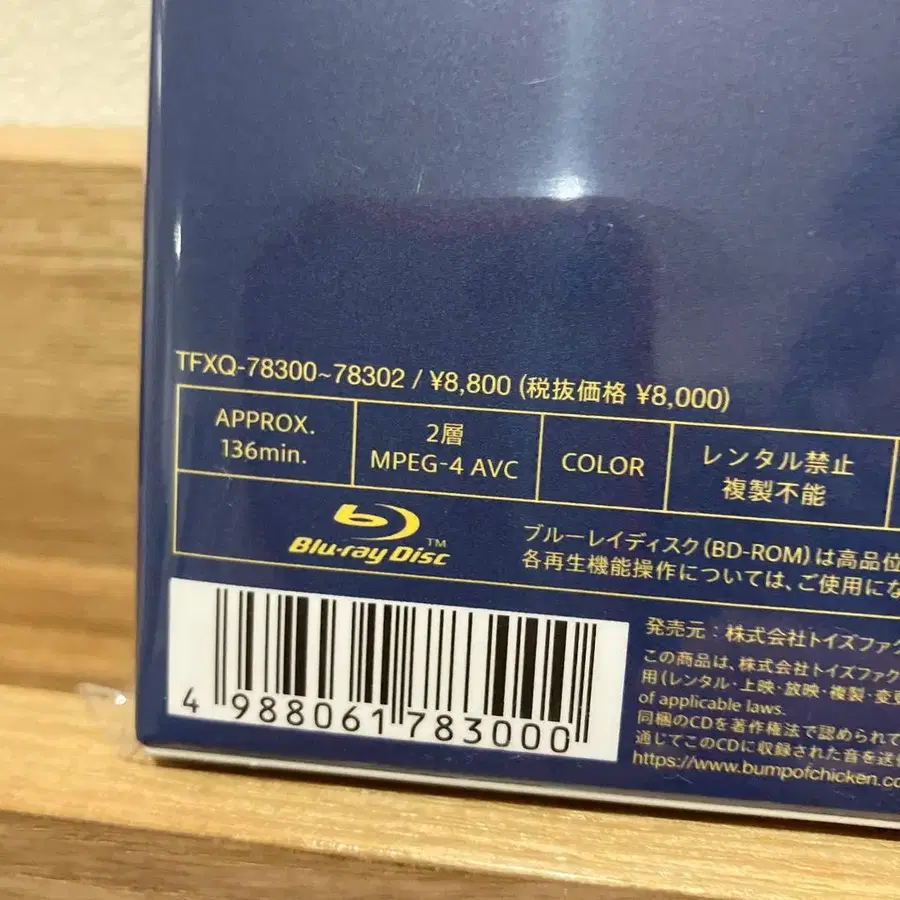 TFXQ-78300~78302 / ¥8,800 (税抜価格 ¥8,000)
APPROX.
136min.
2層
MPEG-4 AVC
COLOR
レンタル禁止
複製不能
Blu-ray Disc™
ブルーレイディスク(BD-ROM)は高品位
各再生機能操作については、ご使用にな
4 988061 783000
発売元:株式会社トイズファク
この商品は、株式会社トイズファク
用(レンタル・上映・放映・複製・変更
of applicable laws.
同梱のCDを著作権法で認められて
通じてこのCDに収録された音を送信
https://www.bumpofchicken.co